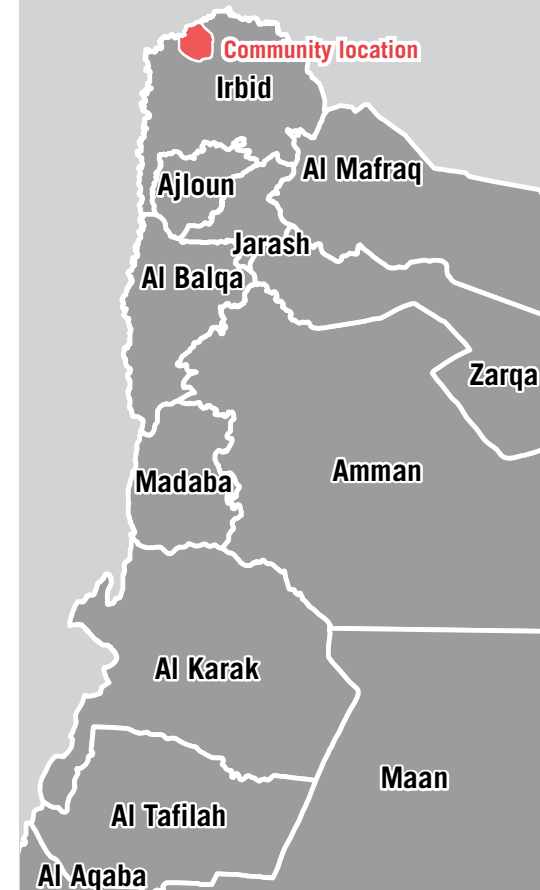 Community location
Irbid
Al Mafraq
Ajloun
Jarash
Al Balqa
Zarqa
Amman
Madaba
Al Karak
Maan
Al Tafilah
Al Aqaba